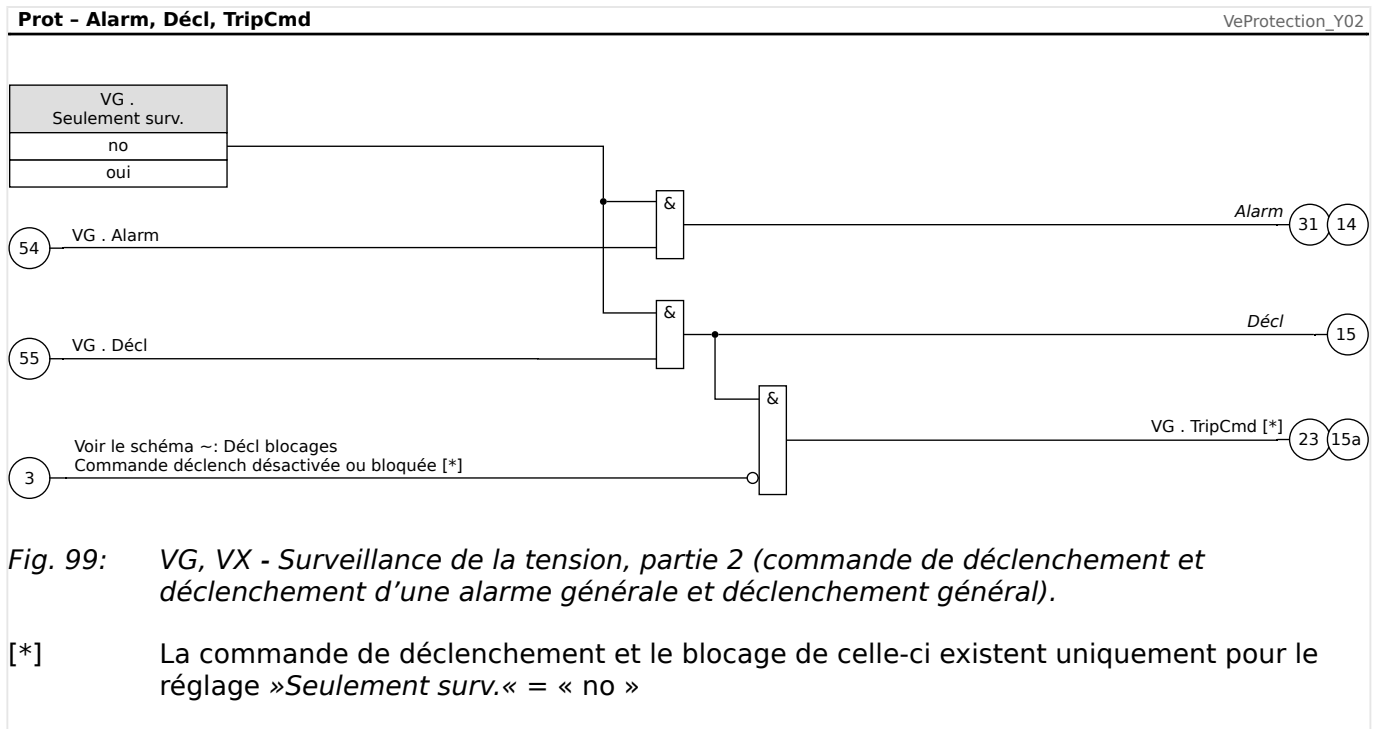 Prot – Alarm, Décl, TripCmd
VeProtection_Y02
VG .
Seulement surv.
no
oui
&
Alarm
31
14
54
VG . Alarm
&
Décl
15
55
VG . Décl
&
VG . TripCmd [*]
23
15a
Voir le schéma ~: Décl blocages
Commande déclench désactivée ou bloquée [*]
3
Fig. 99: VG, VX - Surveillance de la tension, partie 2 (commande de déclenchement et
déclenchement d’une alarme générale et déclenchement général).
[*] La commande de déclenchement et le blocage de celle-ci existent uniquement pour le
réglage »Seulement surv.« = « no »